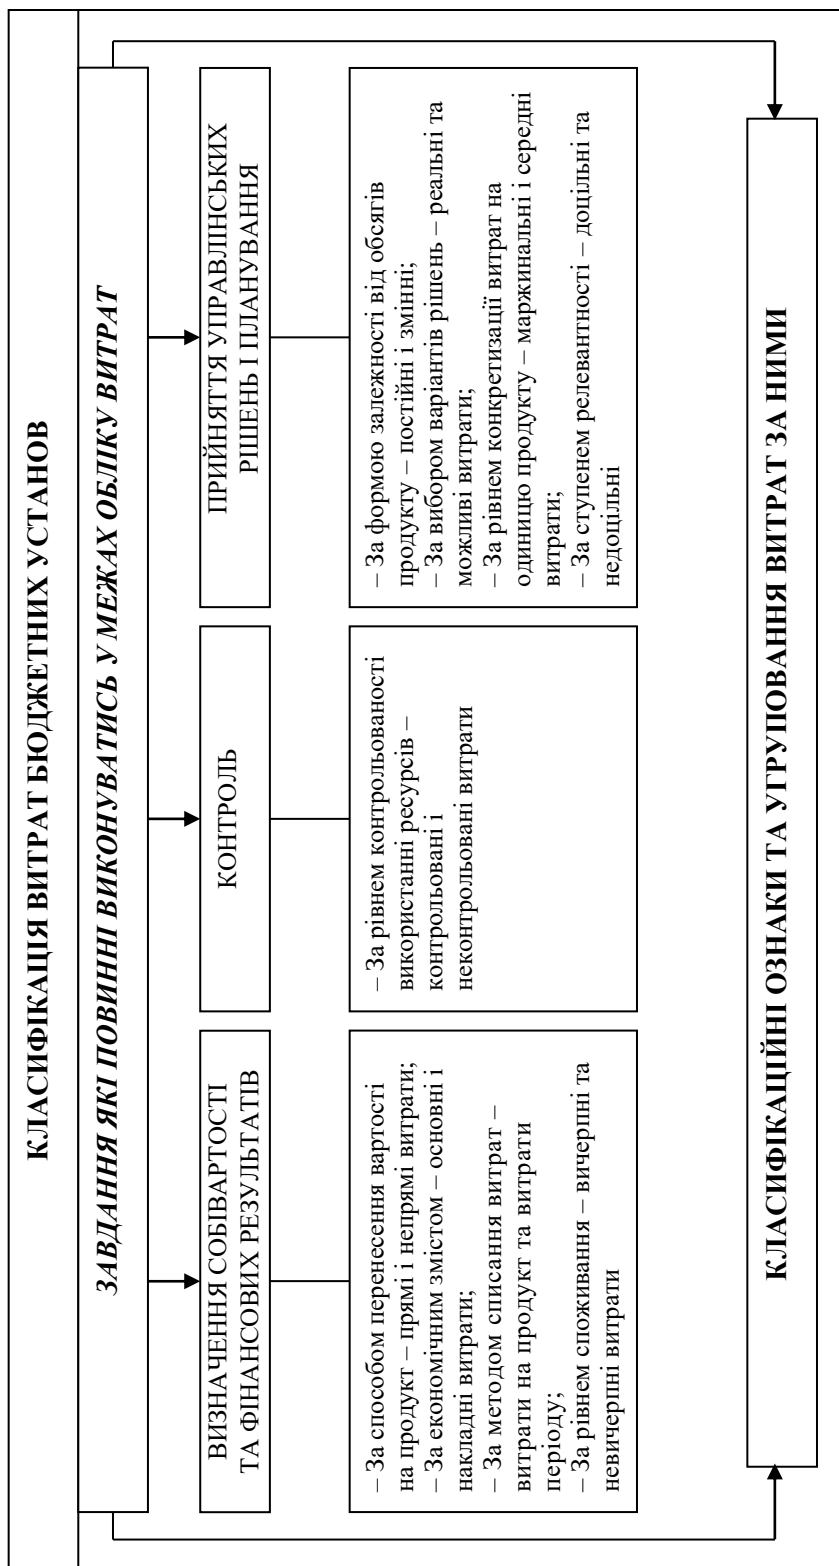 КЛАСИФІКАЦІЯ ВИТРАТ БЮДЖЕТНИХ УСТАНОВ
ЗАВДАННЯ ЯКІ ПОВИННІ ВИКОНУВАТИСЬ У МЕЖАХ ОБЛІКУ ВИТРАТ
ВИЗНАЧЕННЯ СОБІВАРТОСТІ
ТА ФІНАНСОВИХ РЕЗУЛЬТАТІВ
– За способом перенесення вартості
на продукт – прямі і непрямі витрати;
– За економічним змістом – основні і
накладні витрати;
– За методом списання витрат –
витрати на продукт та витрати
періоду;
– За рівнем споживання – вичерпні та
невичерпні витрати
КОНТРОЛЬ
– За рівнем контрольованості
використанні ресурсів –
контрольовані і
неконтрольовані витрати
ПРИЙНЯТТЯ УПРАВЛІНСЬКИХ
РІШЕНЬ І ПЛАНУВАННЯ
– За формою залежності від обсягів
продукту – постійні і змінні;
– За вибором варіантів рішень – реальні та
можливі витрати;
– За рівнем конкретизації витрат на
одиницю продукту – маржинальні і середні
витрати;
– За ступенем релевантності – доцільні та
недоцільні
КЛАСИФІКАЦІЙНІ ОЗНАКИ ТА УГРУПОВАННЯ ВИТРАТ ЗА НИМИ